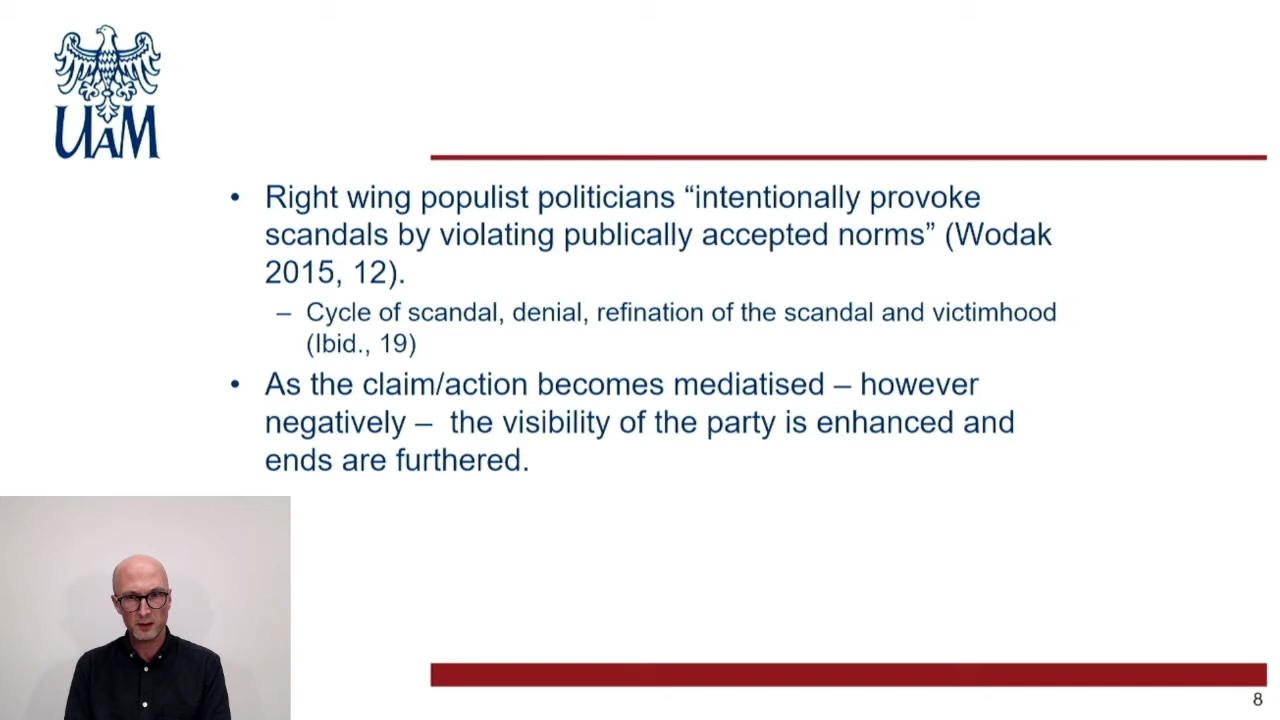 UAM
• Right wing populist politicians “intentionally provoke
scandals by violating publically accepted norms” (Wodak
2015, 12).
– Cycle of scandal, denial, refination of the scandal and victimhood
(Ibid., 19)
• As the claim/action becomes mediatised – however
negatively – the visibility of the party is enhanced and
ends are furthered.
8